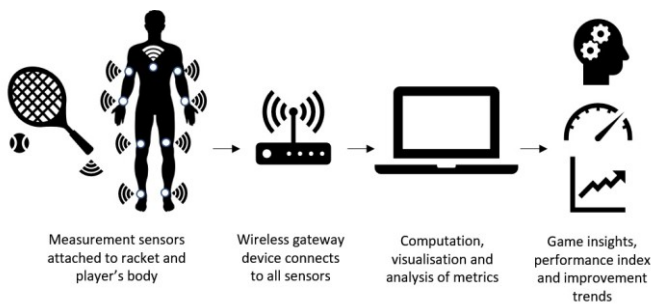 Measurement sensors
attached to racket and
player's body
Wireless gateway
device connects
to all sensors
Computation,
visualisation and
analysis of metrics
Game insights,
performance index
and improvement
trends